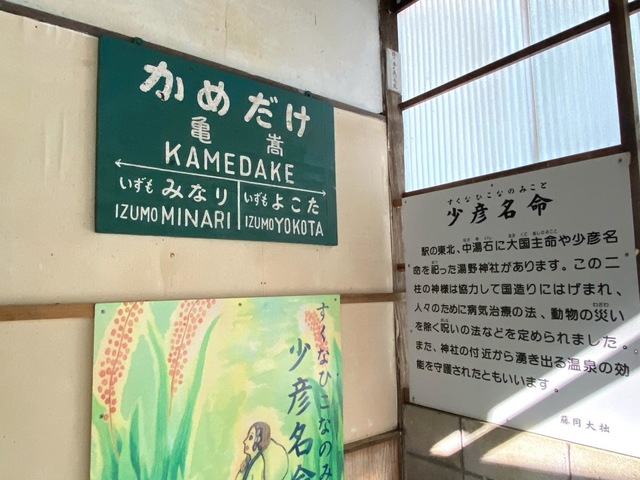 かめだけ
亀嵩
KAMEDAKE
いずもみなり いずもよこた
IZUMO MINARI IZUMO YOKOTA
すくなひこなのみ
少彦名命
すくなひこなのみこと
少彦名命
駅の東北、中湯石に大国主命や少彦名
命を祀った湯野神社があります。この二
柱の神様は協力して国造りにはげまれ、
人々のために病気治療の法、動物の災い
を除く呪いの法などを定められました。
また、神社の付近から湧き出る温泉の効
能を守護されたともいいます。
藤岡大拙